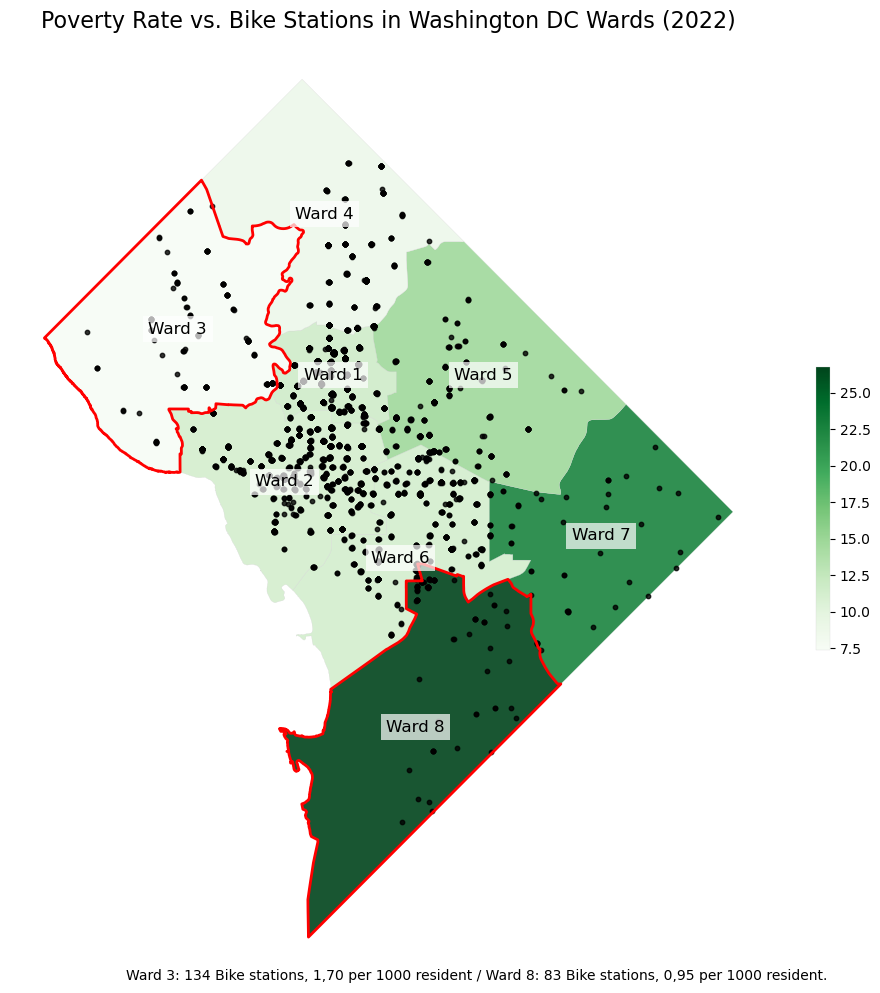 Poverty Rate vs. Bike Stations in Washington DC Wards (2022)
Ward 4
Ward 3
Ward 1
Ward 5
Ward 2
Ward 7
Ward 6
Ward 8
25.0
22.5
20.0
17.5
15.0
12.5
10.0
7.5
Ward 3: 134 Bike stations, 1,70 per 1000 resident / Ward 8: 83 Bike stations, 0,95 per 1000 resident.